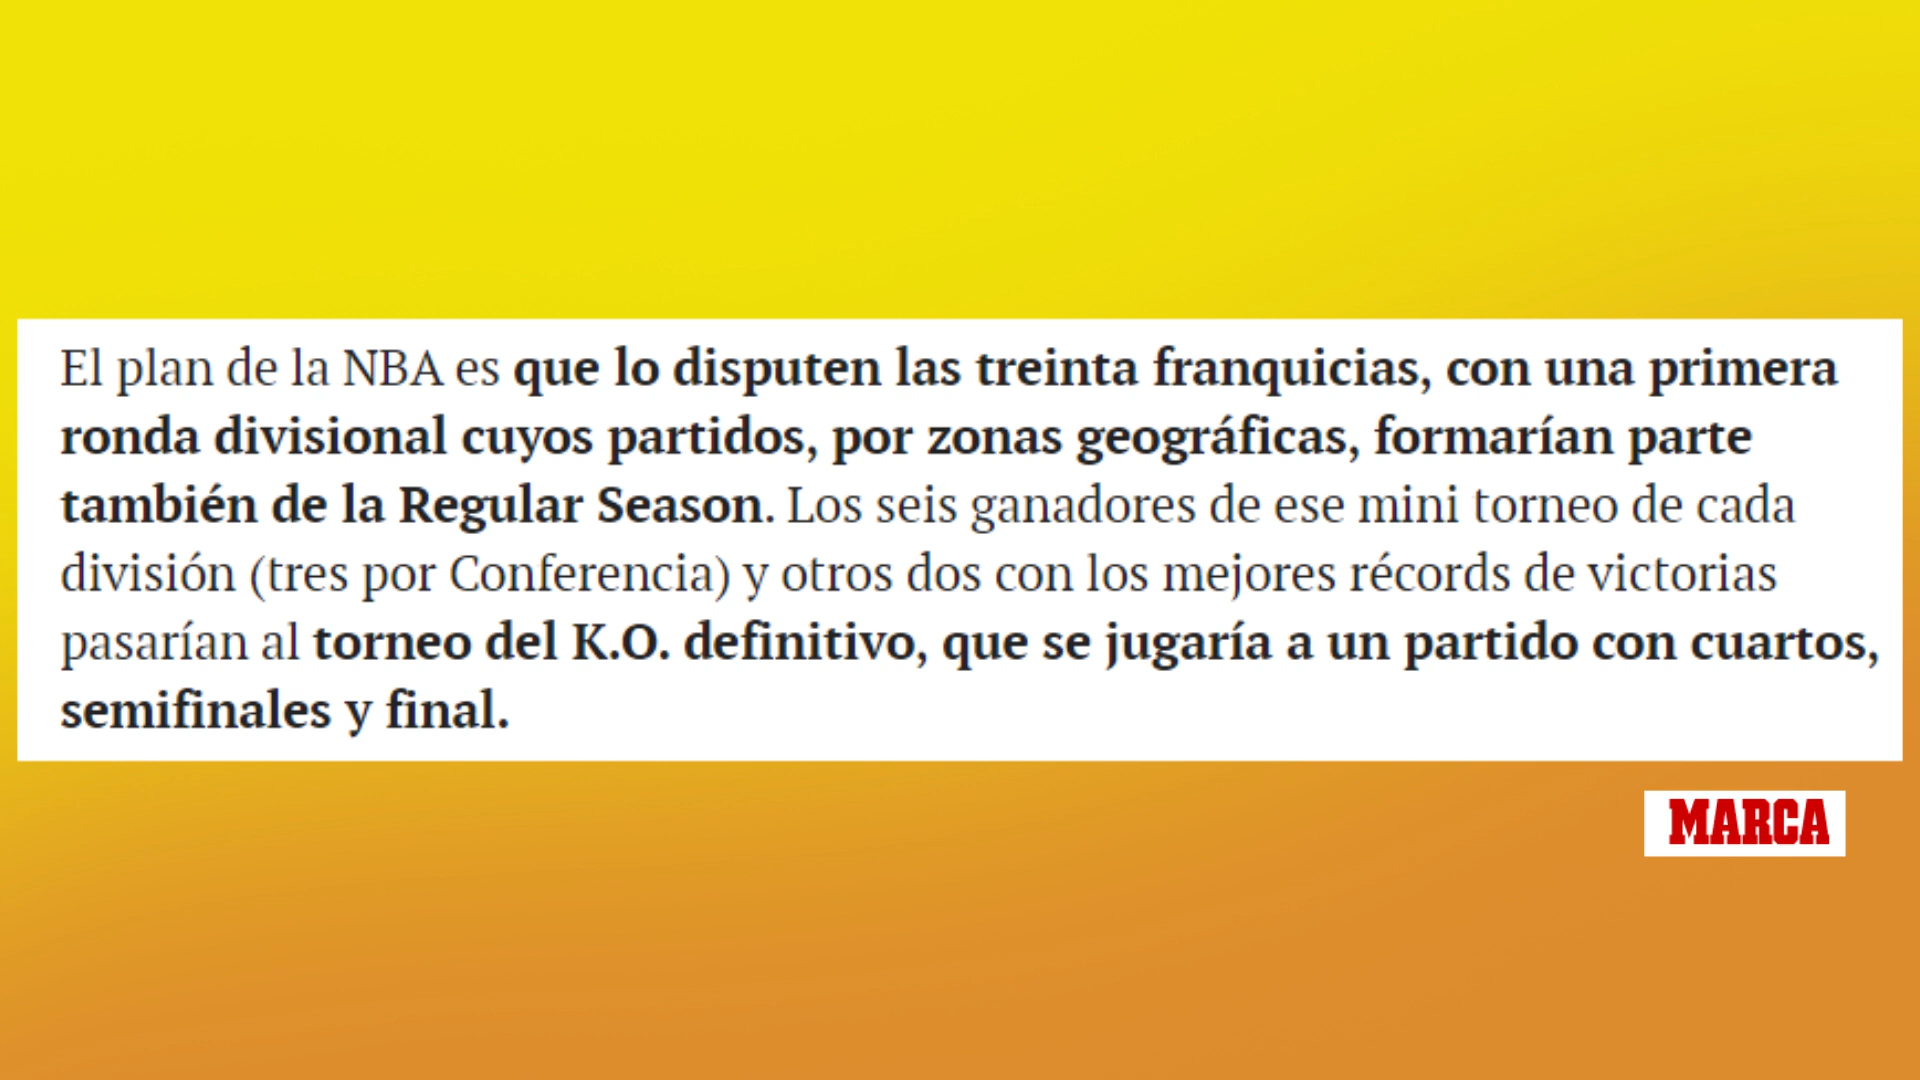 El plan de la NBA es que lo disputen las treinta franquicias, con una primera
ronda divisional cuyos partidos, por zonas geográficas, formarían parte
también de la Regular Season. Los seis ganadores de ese mini torneo de cada
división (tres por Conferencia) y otros dos con los mejores récords de victorias
pasarían al torneo del K.O. definitivo, que se jugaría a un partido con cuartos,
semifinales y final.
MARCA